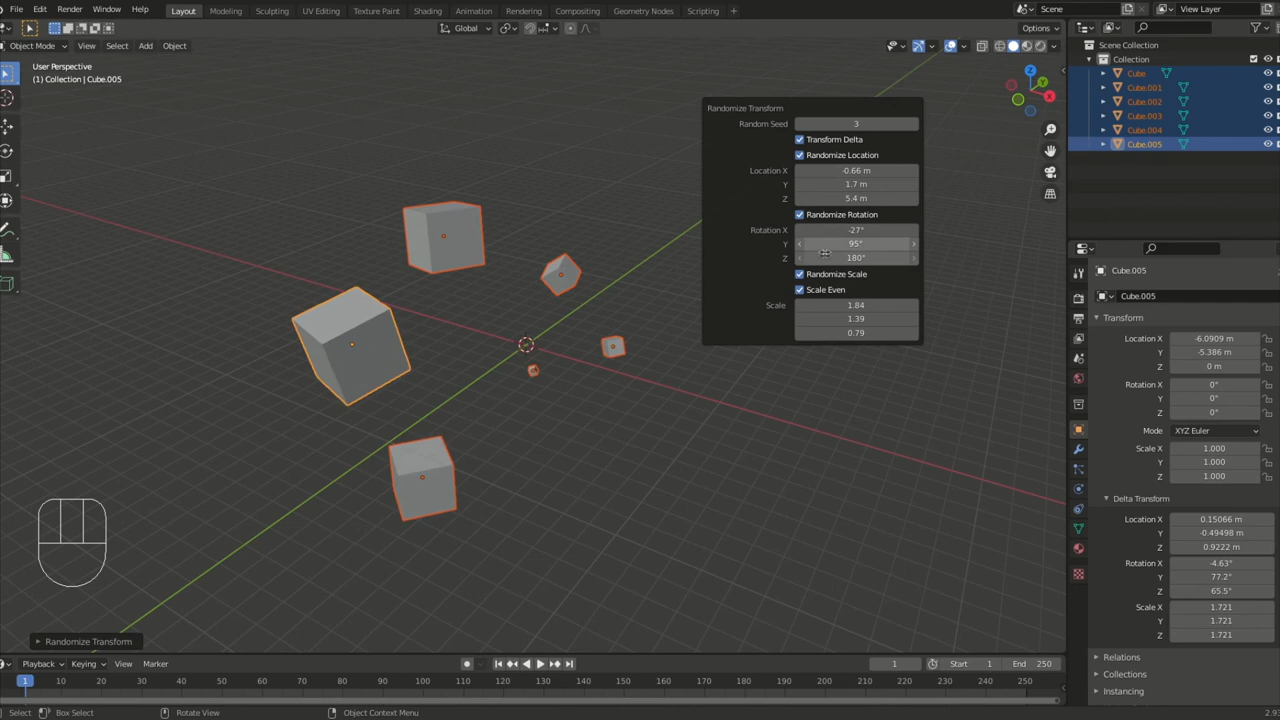 File Edit Render Window Help Layout Modeling Sculpting UV Editing Texture Paint Shading Animation Rendering Compositing Geometry Nodes Scripting + Scene View Layer
Global Options
Object Mode View Select Add Object
Scene Collection
Collection
Cube
Cube.001
Cube.002
Cube.003
Cube.004
Cube.005
User Perspective
(1) Collection | Cube.005
Z
Y
X
Randomize Transform
Random Seed 3
Transform Delta
Randomize Location
Location X -0.66 m
Y 1.7 m
Z 5.4 m
Randomize Rotation
Rotation X -27°
Y 95°
Z 180°
Randomize Scale
Scale Even
Scale 1.84
1.39
0.79
Cube.005
Cube.005
Transform
Location X -6.0909 m
Y -5.386 m
Z 0 m
Rotation X 0°
Y 0°
Z 0°
Mode XYZ Euler
Scale X 1.000
Y 1.000
Z 1.000
Delta Transform
Location X 0.15066 m
Y -0.49498 m
Z 0.9222 m
Rotation X -4.63°
Y 77.2°
Z 65.5°
Scale X 1.721
Y 1.721
Z 1.721
Relations
Collections
Instancing
Randomize Transform
Playback Keying View Marker 1 Start 1 End 250
1 10 20 30 40 50 60 70 80 90 100 110 120 130 140 150 160 170 180 190 200 210 220 230 240 250
Select Box Select Rotate View Object Context Menu